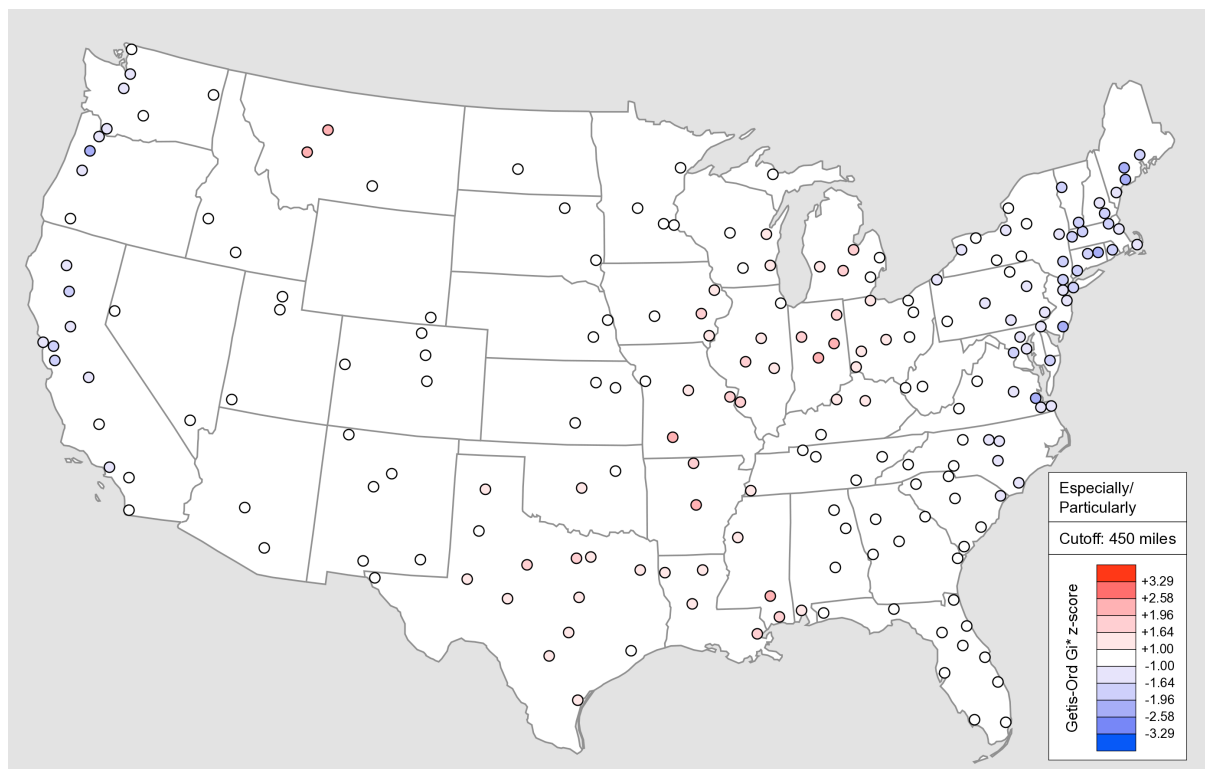 Especially/
Particularly
Cutoff: 450 miles
Getis-Ord Gi* z-score
+3.29
+2.58
+1.96
+1.64
+1.00
-1.00
-1.64
-1.96
-2.58
-3.29